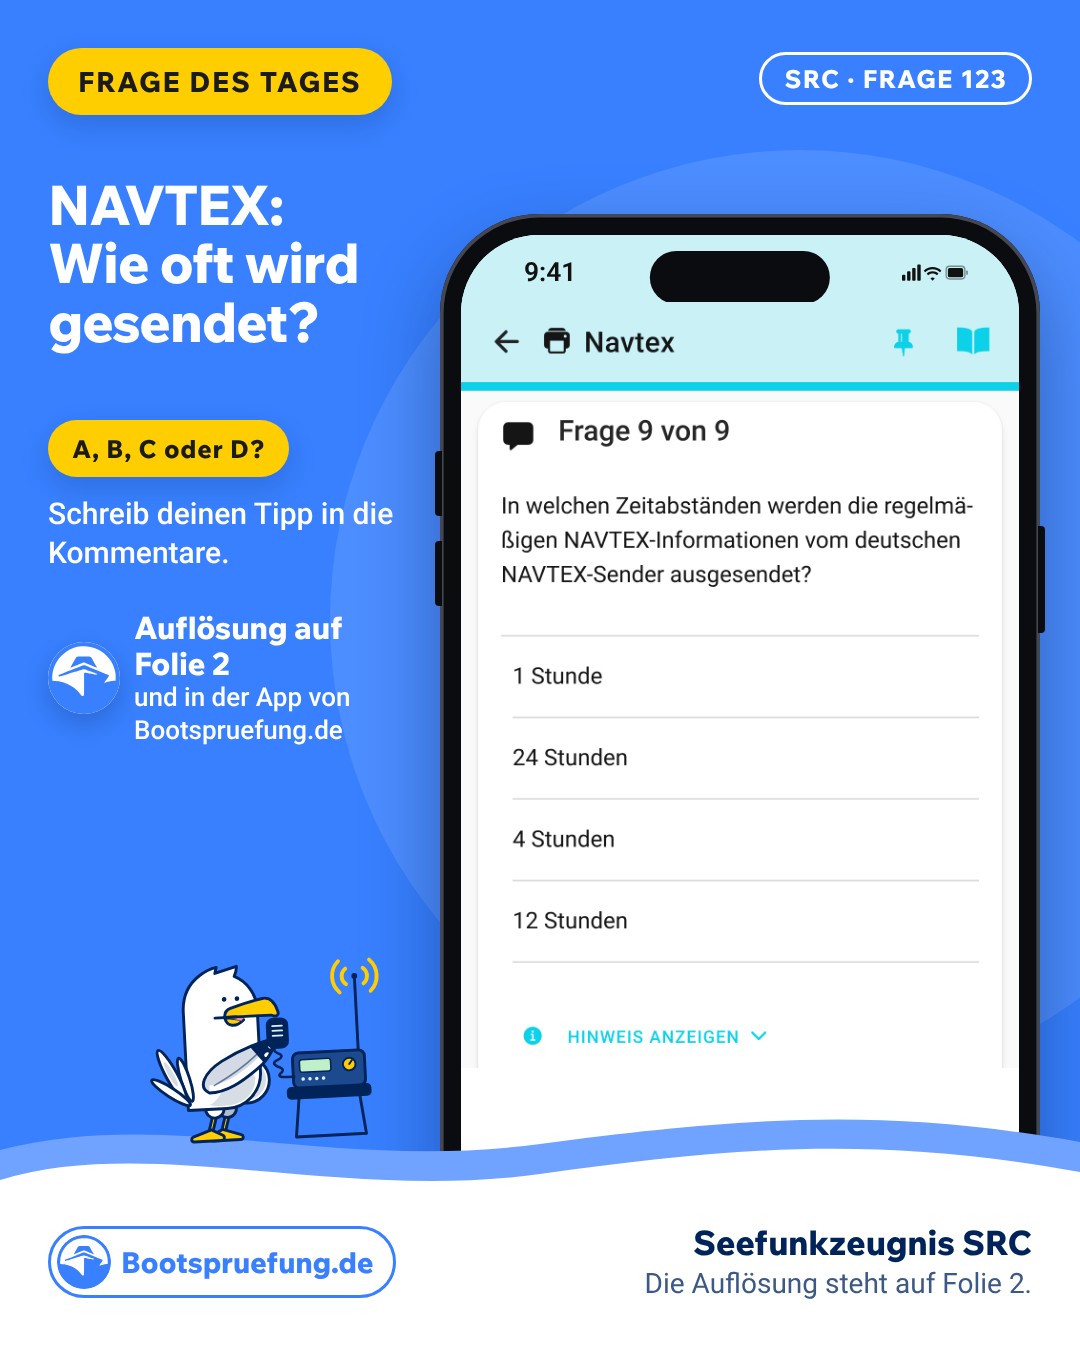 FRAGE DES TAGES
SRC · FRAGE 123
NAVTEX:
Wie oft wird
gesendet?
A, B, C oder D?
Schreib deinen Tipp in die
Kommentare.
Auflösung auf
Folie 2
und in der App von
Bootspruefung.de
9:41
Navtex
Frage 9 von 9
In welchen Zeitabständen werden die regelmä-
ßigen NAVTEX-Informationen vom deutschen
NAVTEX-Sender ausgesendet?
1 Stunde
24 Stunden
4 Stunden
12 Stunden
HINWEIS ANZEIGEN
Bootspruefung.de
Seefunkzeugnis SRC
Die Auflösung steht auf Folie 2.